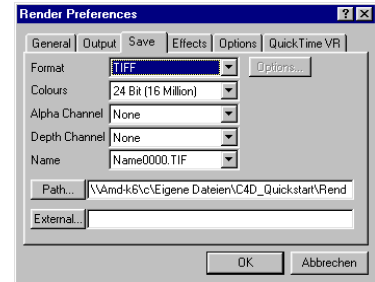 Render Preferences
General Output Save Effects Options QuickTime VR
Format TIFF Options...
Colours 24 Bit (16 Million)
Alpha Channel None
Depth Channel None
Name Name0000.TIF
Path... \\Amd-k6\c\Eigene Dateien\C4D_Quickstart\Rend
External...
OK Abbrechen